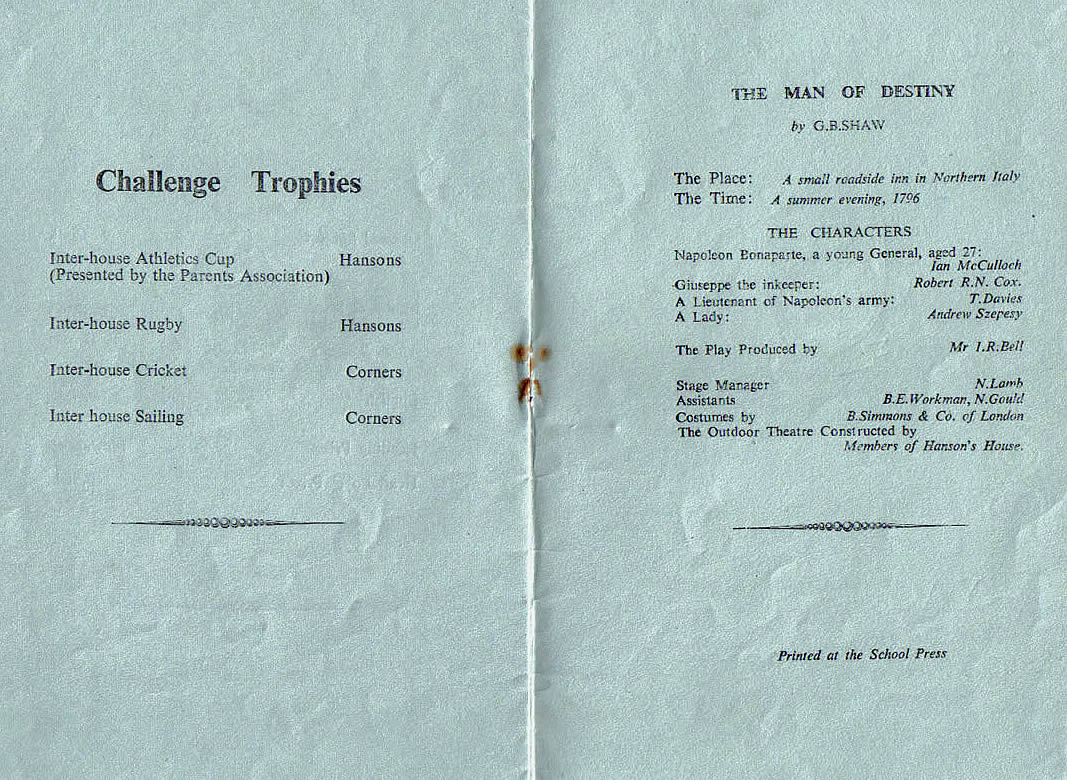 Challenge Trophies
Inter-house Athletics Cup Hansons
(Presented by the Parents Association)
Inter-house Rugby Hansons
Inter-house Cricket Corners
Inter house Sailing Corners
THE MAN OF DESTINY
by G.B.SHAW
The Place: A small roadside inn in Northern Italy
The Time: A summer evening, 1796
THE CHARACTERS
Napoleon Bonaparte, a young General, aged 27:
Ian McCulloch
Giuseppe the inkeeper: Robert R.N. Cox.
A Lieutenant of Napoleon's army: T.Davies
A Lady: Andrew Szepesy
The Play Produced by Mr I.R.Bell
Stage Manager N.Lamb
Assistants B.E.Workman, N.Gould
Costumes by B.Simmons & Co. of London
The Outdoor Theatre Constructed by
Members of Hanson's House.
Printed at the School Press